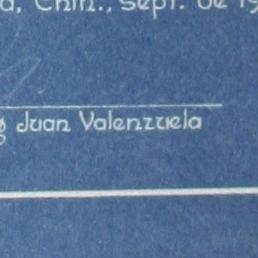 a, Chih., Sept. de 19
g Juan Valenzuela